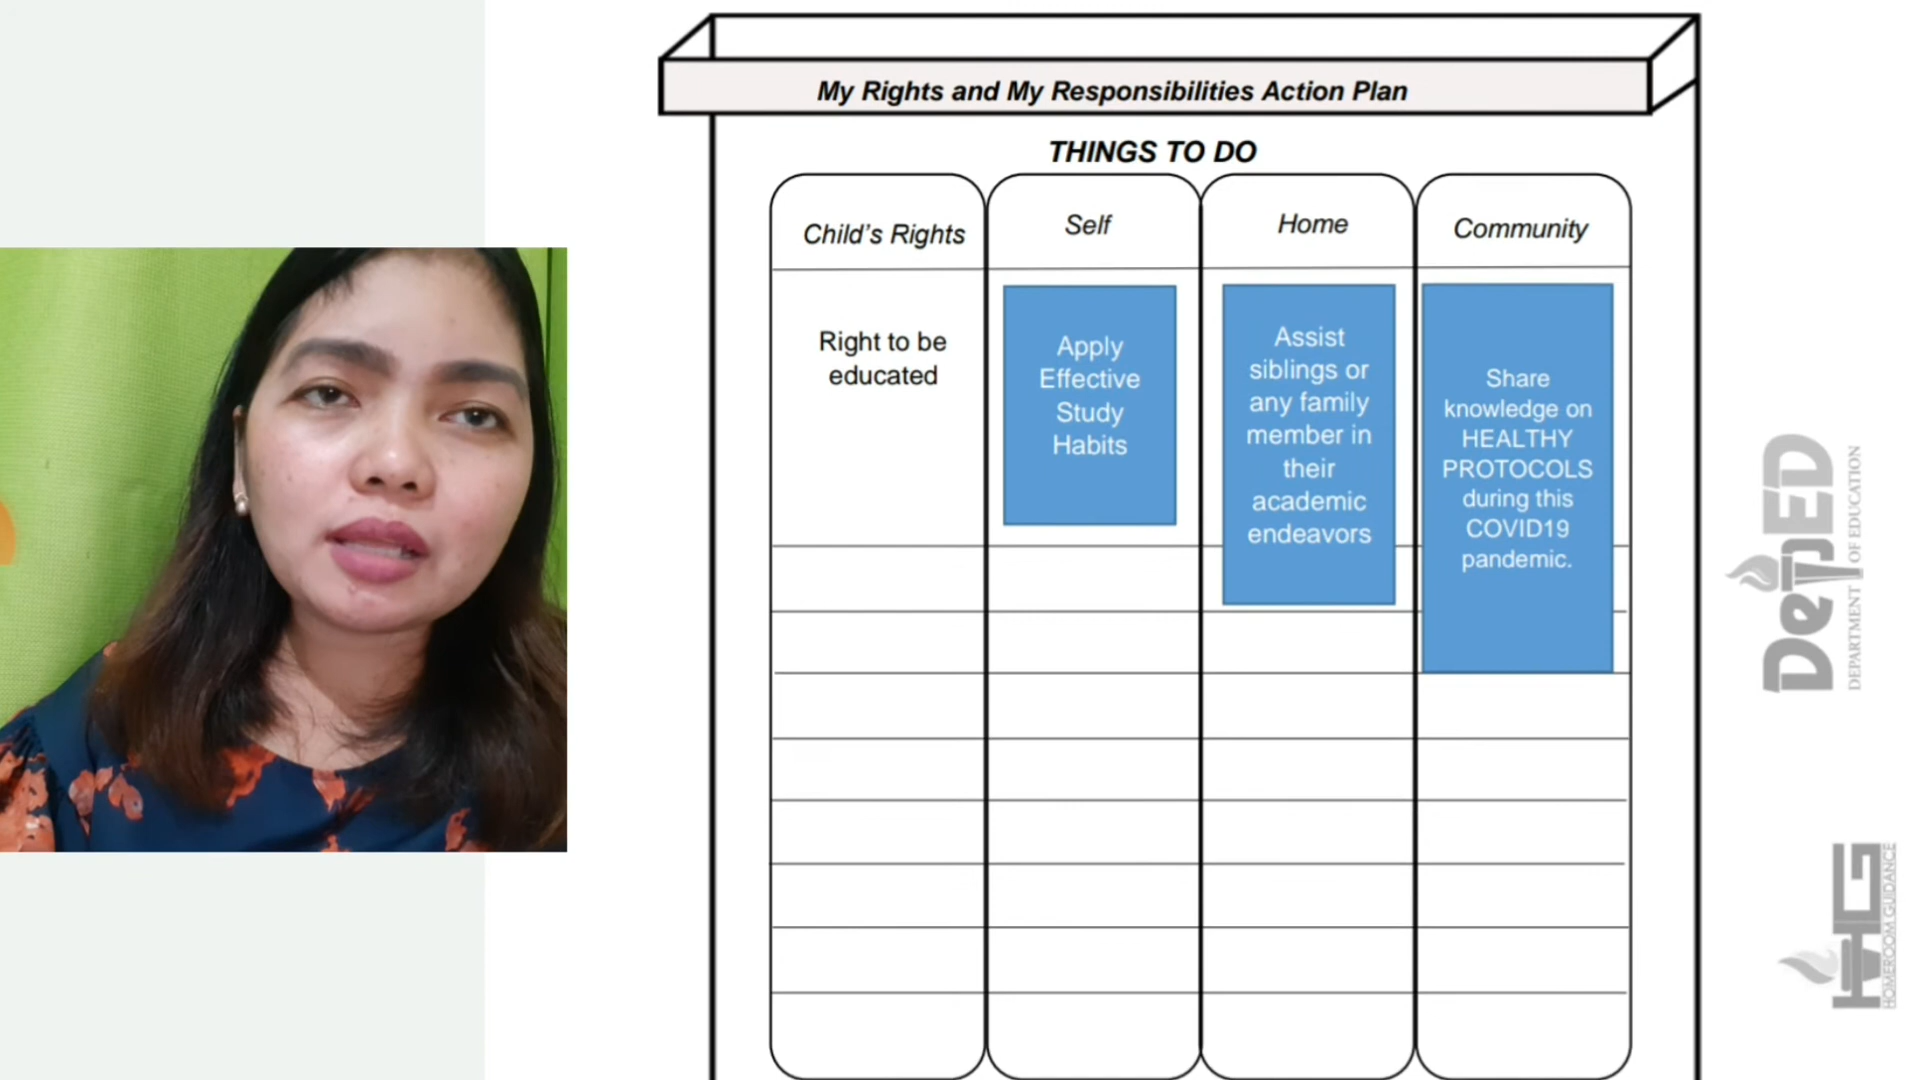 My Rights and My Responsibilities Action Plan
THINGS TO DO
Child's Rights
Self
Home
Community
Right to be
educated
Apply
Effective
Study
Habits
Assist
siblings or
any family
member in
their
academic
endeavors
Share
knowledge on
HEALTHY
PROTOCOLS
during this
COVID19
pandemic.
DepED
DEPARTMENT OF EDUCATION
HG
HOMEROOM GUIDANCE